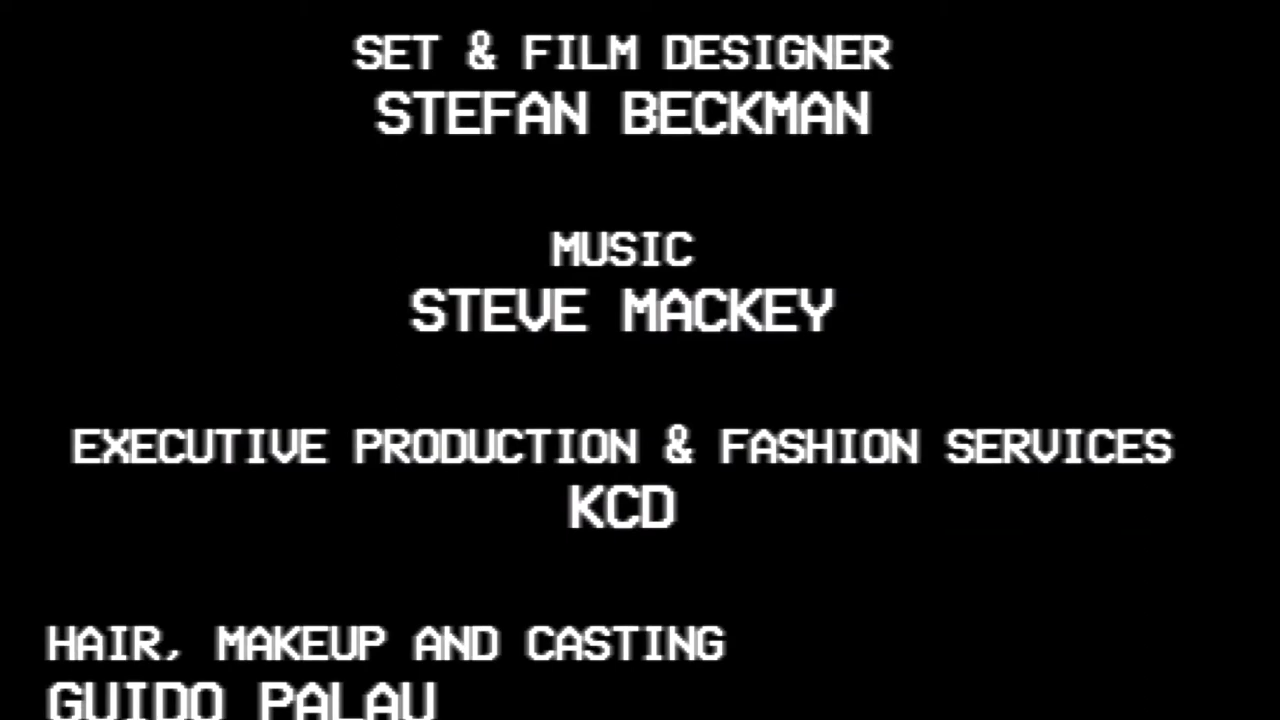 SET & FILM DESIGNER
STEFAN BECKMAN
MUSIC
STEVE MACKEY
EXECUTIVE PRODUCTION & FASHION SERVICES
KCD
HAIR, MAKEUP AND CASTING
GUIDO PALAU